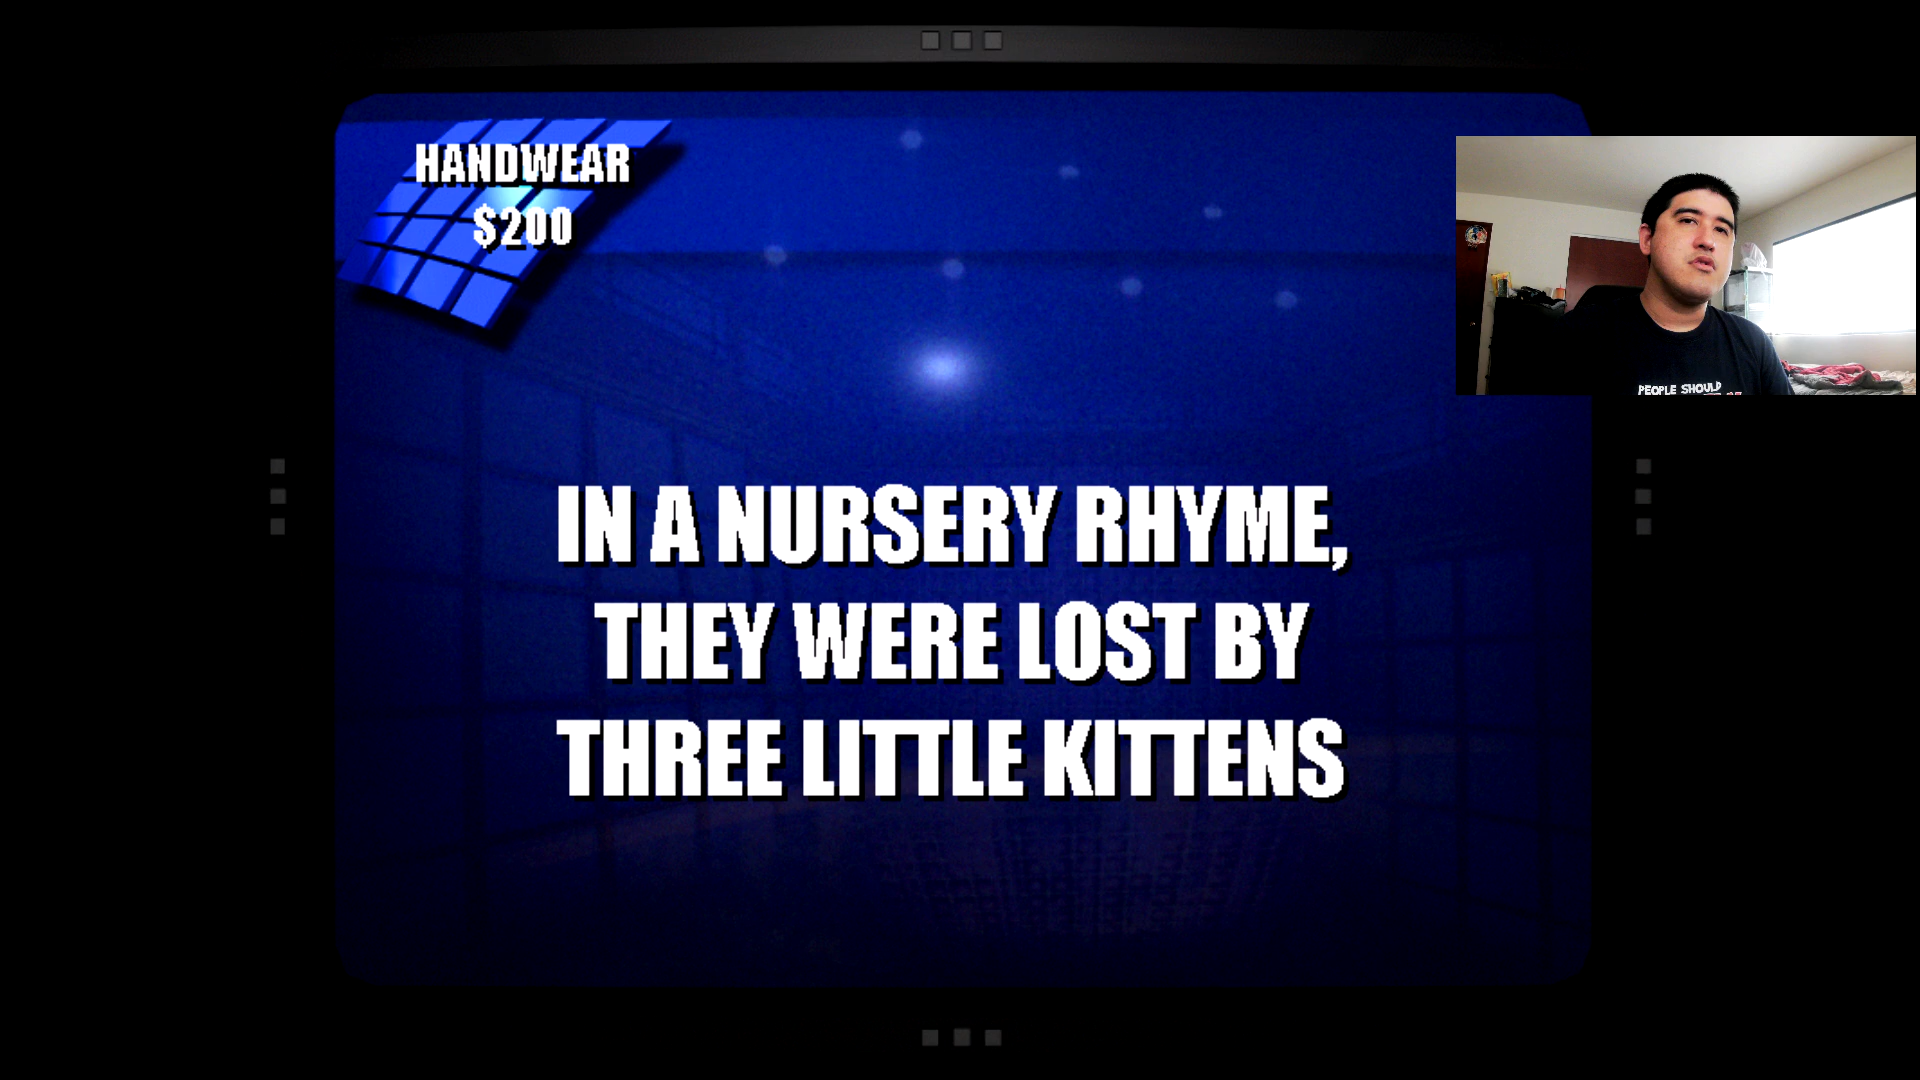 HANDWEAR
$200
IN A NURSERY RHYME,
THEY WERE LOST BY
THREE LITTLE KITTENS
PEOPLE SHOULD